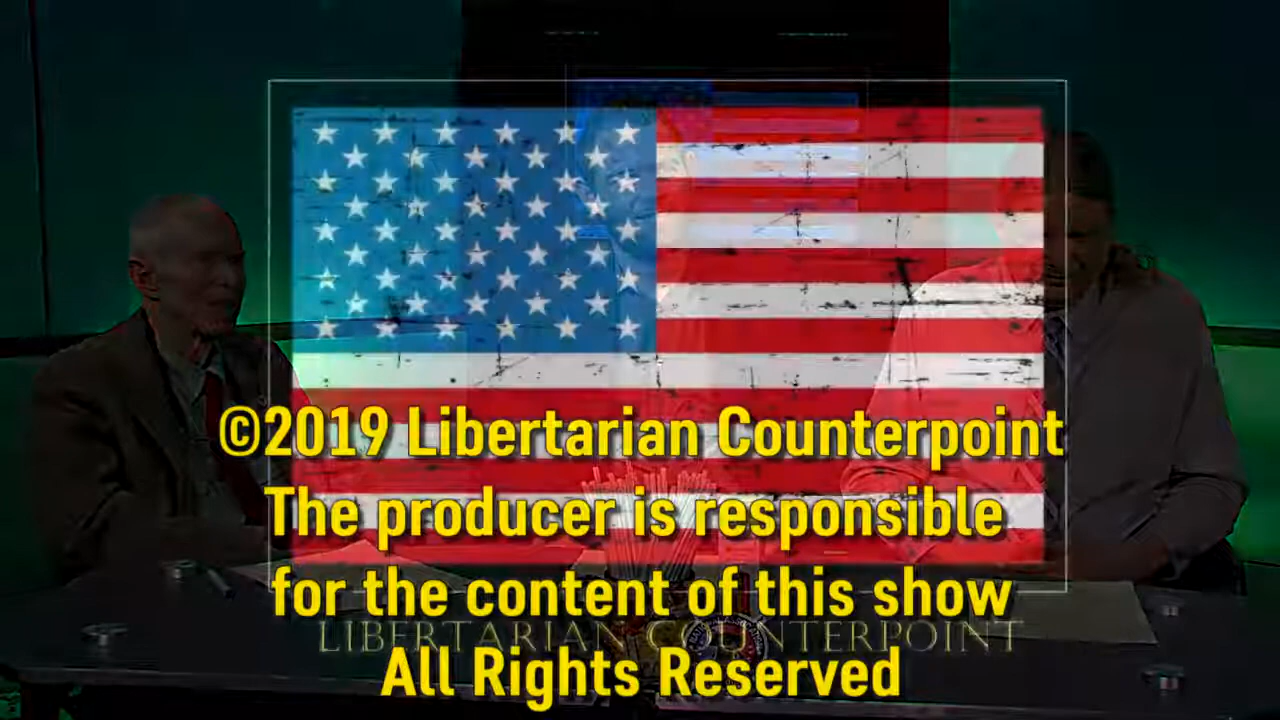 ©2019 Libertarian Counterpoint
The producer is responsible
for the content of this show
LIBERTARIAN COUNTERPOINT
All Rights Reserved